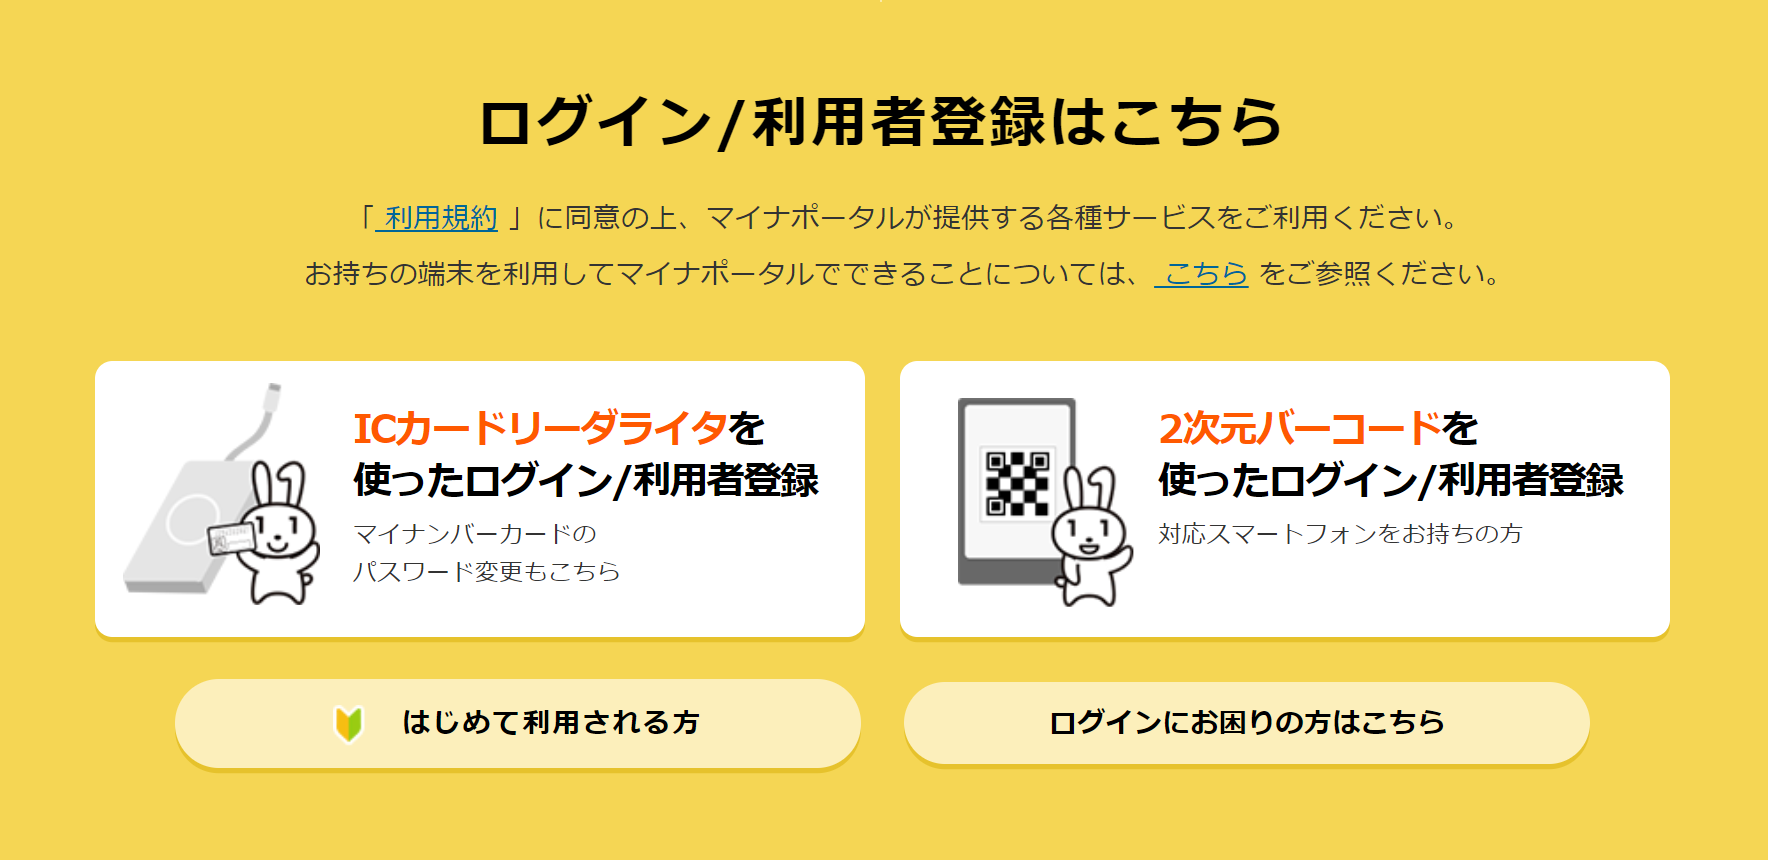 ログイン/利用者登録はこちら
「 利用規約 」に同意の上、マイナポータルが提供する各種サービスをご利用ください。
お持ちの端末を利用してマイナポータルでできることについては、 こちら をご参照ください。
ICカードリーダライタを
使ったログイン/利用者登録
マイナンバーカードの
パスワード変更もこちら
2次元バーコードを
使ったログイン/利用者登録
対応スマートフォンをお持ちの方
はじめて利用される方
ログインにお困りの方はこちら